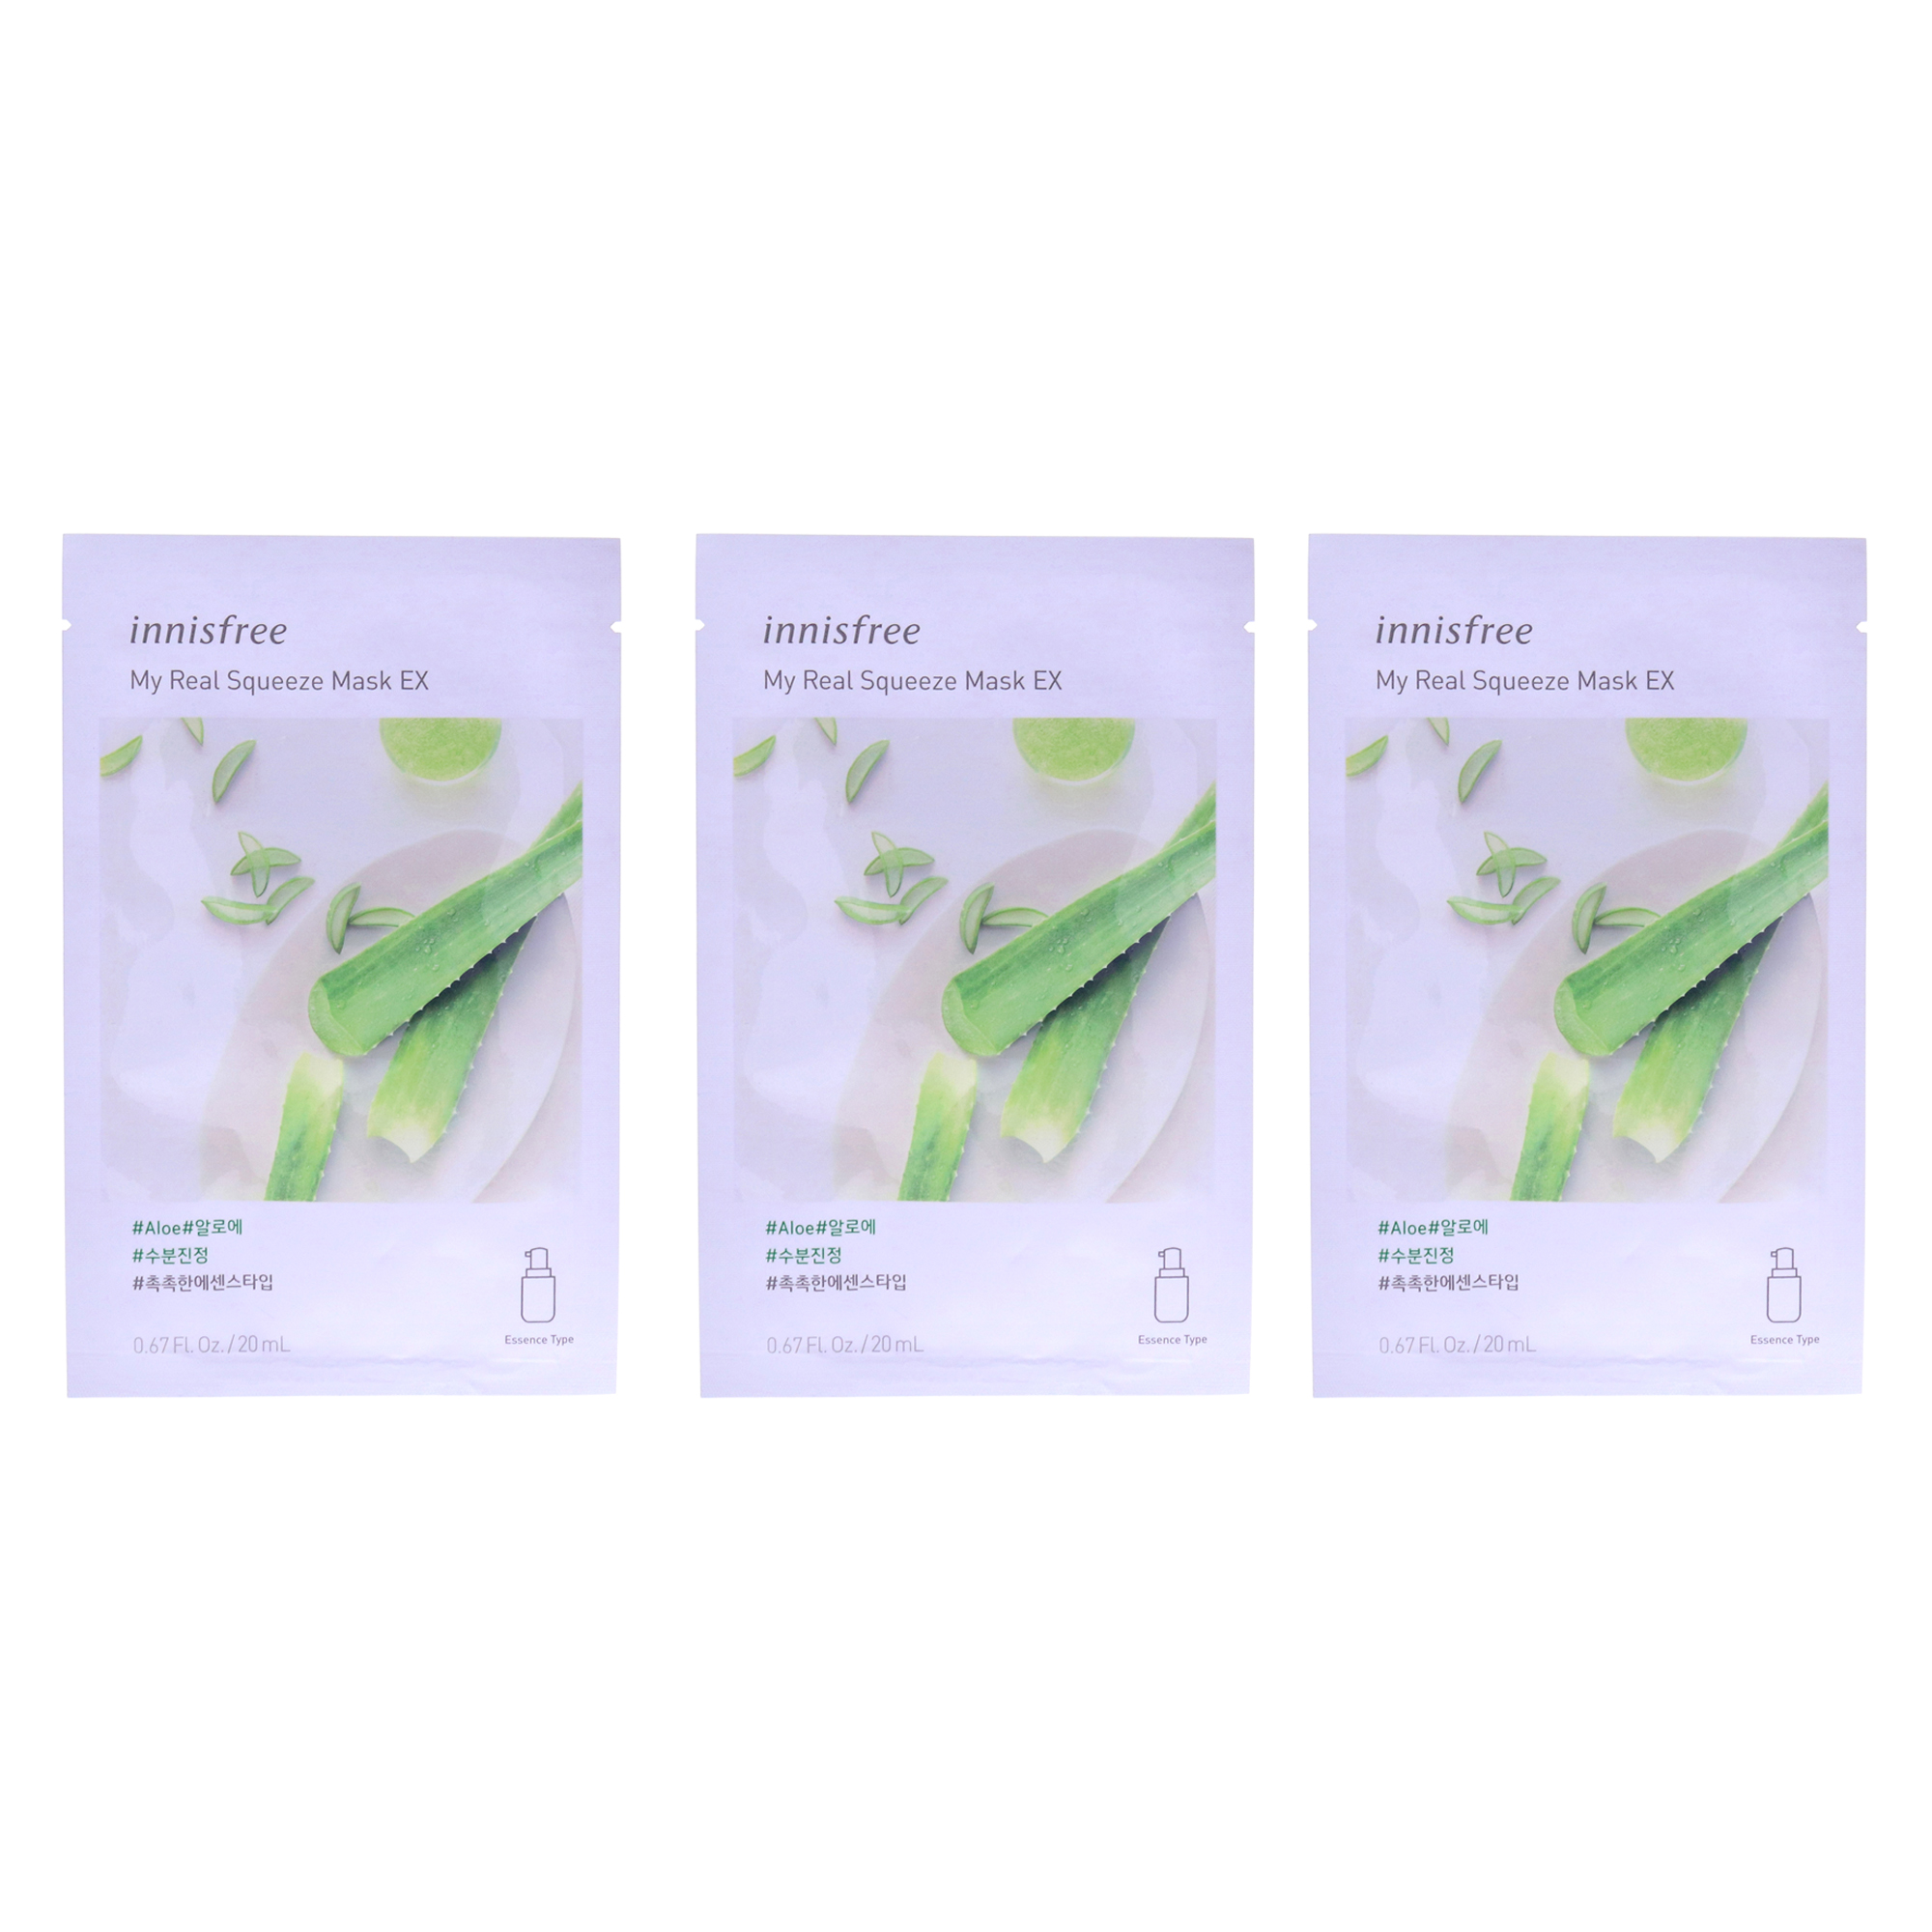 innisfree
My Real Squeeze Mask EX
#Aloe#알로에
#수분진정
#촉촉한에센스타입
0.67 Fl. Oz. / 20 mL
Essence Type
innisfree
My Real Squeeze Mask EX
#Aloe#알로에
#수분진정
#촉촉한에센스타입
0.67 Fl. Oz. / 20 mL
Essence Type
innisfree
My Real Squeeze Mask EX
#Aloe#알로에
#수분진정
#촉촉한에센스타입
0.67 Fl. Oz. / 20 mL
Essence Type